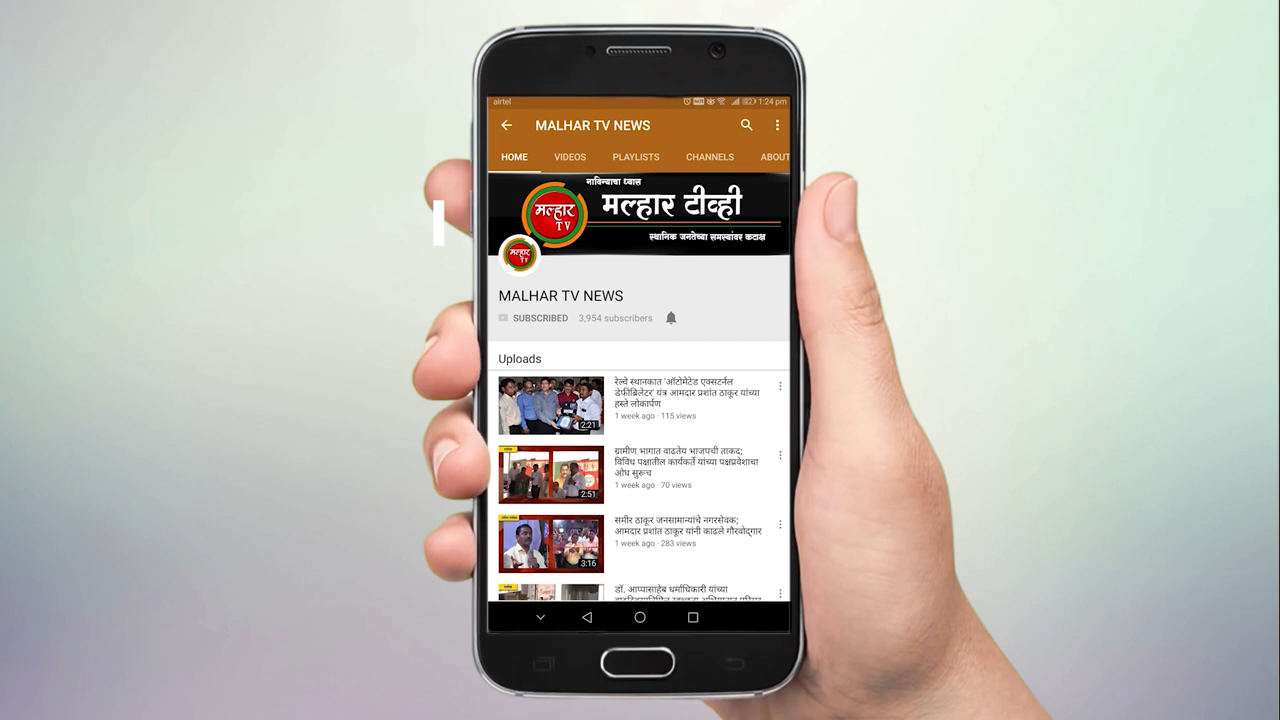 airtel
1:24 pm
MALHAR TV NEWS
HOME VIDEOS PLAYLISTS CHANNELS ABOUT
नाविन्याचा ध्यास
मल्हार TV
मल्हार टीव्ही
स्थानिक जनतेच्या समस्यांवर कटाक्ष
मल्हार TV
MALHAR TV NEWS
SUBSCRIBED 3,954 subscribers
Uploads
रेल्वे स्थानकात 'ऑटोमेटेड एक्सटर्नल
डेफीब्रिलेटर' यंत्र आमदार प्रशांत ठाकूर यांच्या
हस्ते लोकार्पण
1 week ago · 115 views
2:21
ग्रामीण भागात वाढतेय भाजपची ताकद;
विविध पक्षातील कार्यकर्ते यांच्या पक्षप्रवेशाचा
ओघ सुरूच
1 week ago · 70 views
2:51
समीर ठाकूर जनसामान्यांचे नगरसेवक;
आमदार प्रशांत ठाकूर यांनी काढले गौरवोद्गार
1 week ago · 283 views
3:16
डॉ. आप्पासाहेब धर्माधिकारी यांच्या